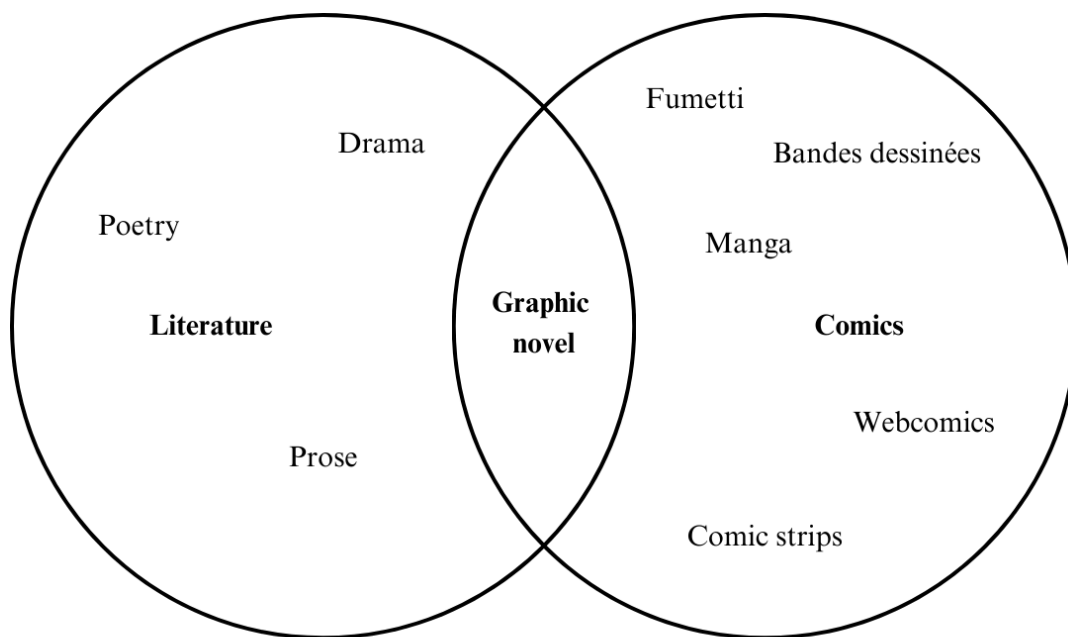 Fumetti
Drama
Bandes dessinées
Poetry
Manga
Graphic
novel
Literature
Comics
Webcomics
Prose
Comic strips